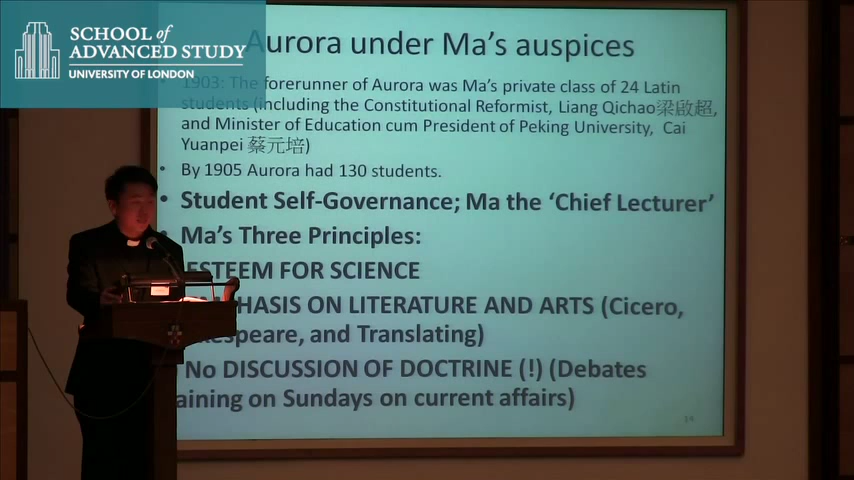 SCHOOL of
ADVANCED STUDY
UNIVERSITY OF LONDON
Aurora under Ma's auspices
• 1903: The forerunner of Aurora was Ma's private class of 24 Latin
students (including the Constitutional Reformist, Liang Qichao梁啟超,
and Minister of Education cum President of Peking University, Cai
Yuanpei 蔡元培)
• By 1905 Aurora had 130 students.
• Student Self-Governance; Ma the 'Chief Lecturer'
• Ma's Three Principles:
ESTEEM FOR SCIENCE
ON LITERATURE AND ARTS (Cicero,
and Translating)
No DISCUSSION OF DOCTRINE (!) (Debates
on Sundays on current affairs)